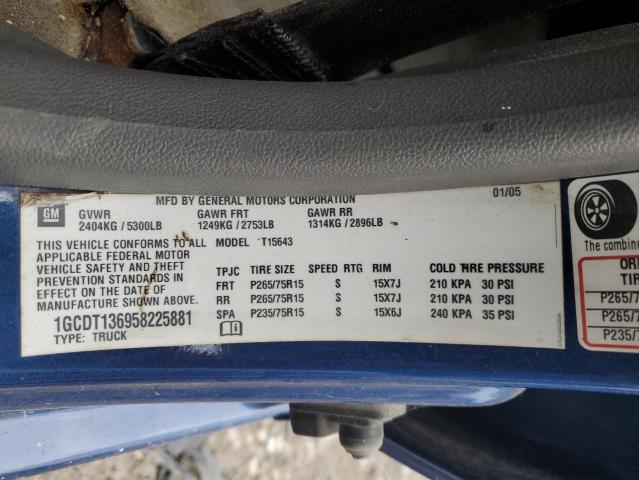 MFD BY GENERAL MOTORS CORPORATION 01/05
GM
GVWR GAWR FRT GAWR RR
2404KG / 5300LB 1249KG / 2753LB 1314KG / 2896LB
THIS VEHICLE CONFORMS TO ALL MODEL T15643
APPLICABLE FEDERAL MOTOR
VEHICLE SAFETY AND THEFT
PREVENTION STANDARDS IN
EFFECT ON THE DATE OF
MANUFACTURE SHOWN ABOVE.
TPJC TIRE SIZE SPEED RTG RIM COLD TIRE PRESSURE
FRT P265/75R15 S 15X7J 210 KPA 30 PSI
RR P265/75R15 S 15X7J 210 KPA 30 PSI
SPA P235/75R15 S 15X6J 240 KPA 35 PSI
1GCDT136958225881
TYPE: TRUCK
The combined
ORI
TIR
P265/7
P265/7
P235/7